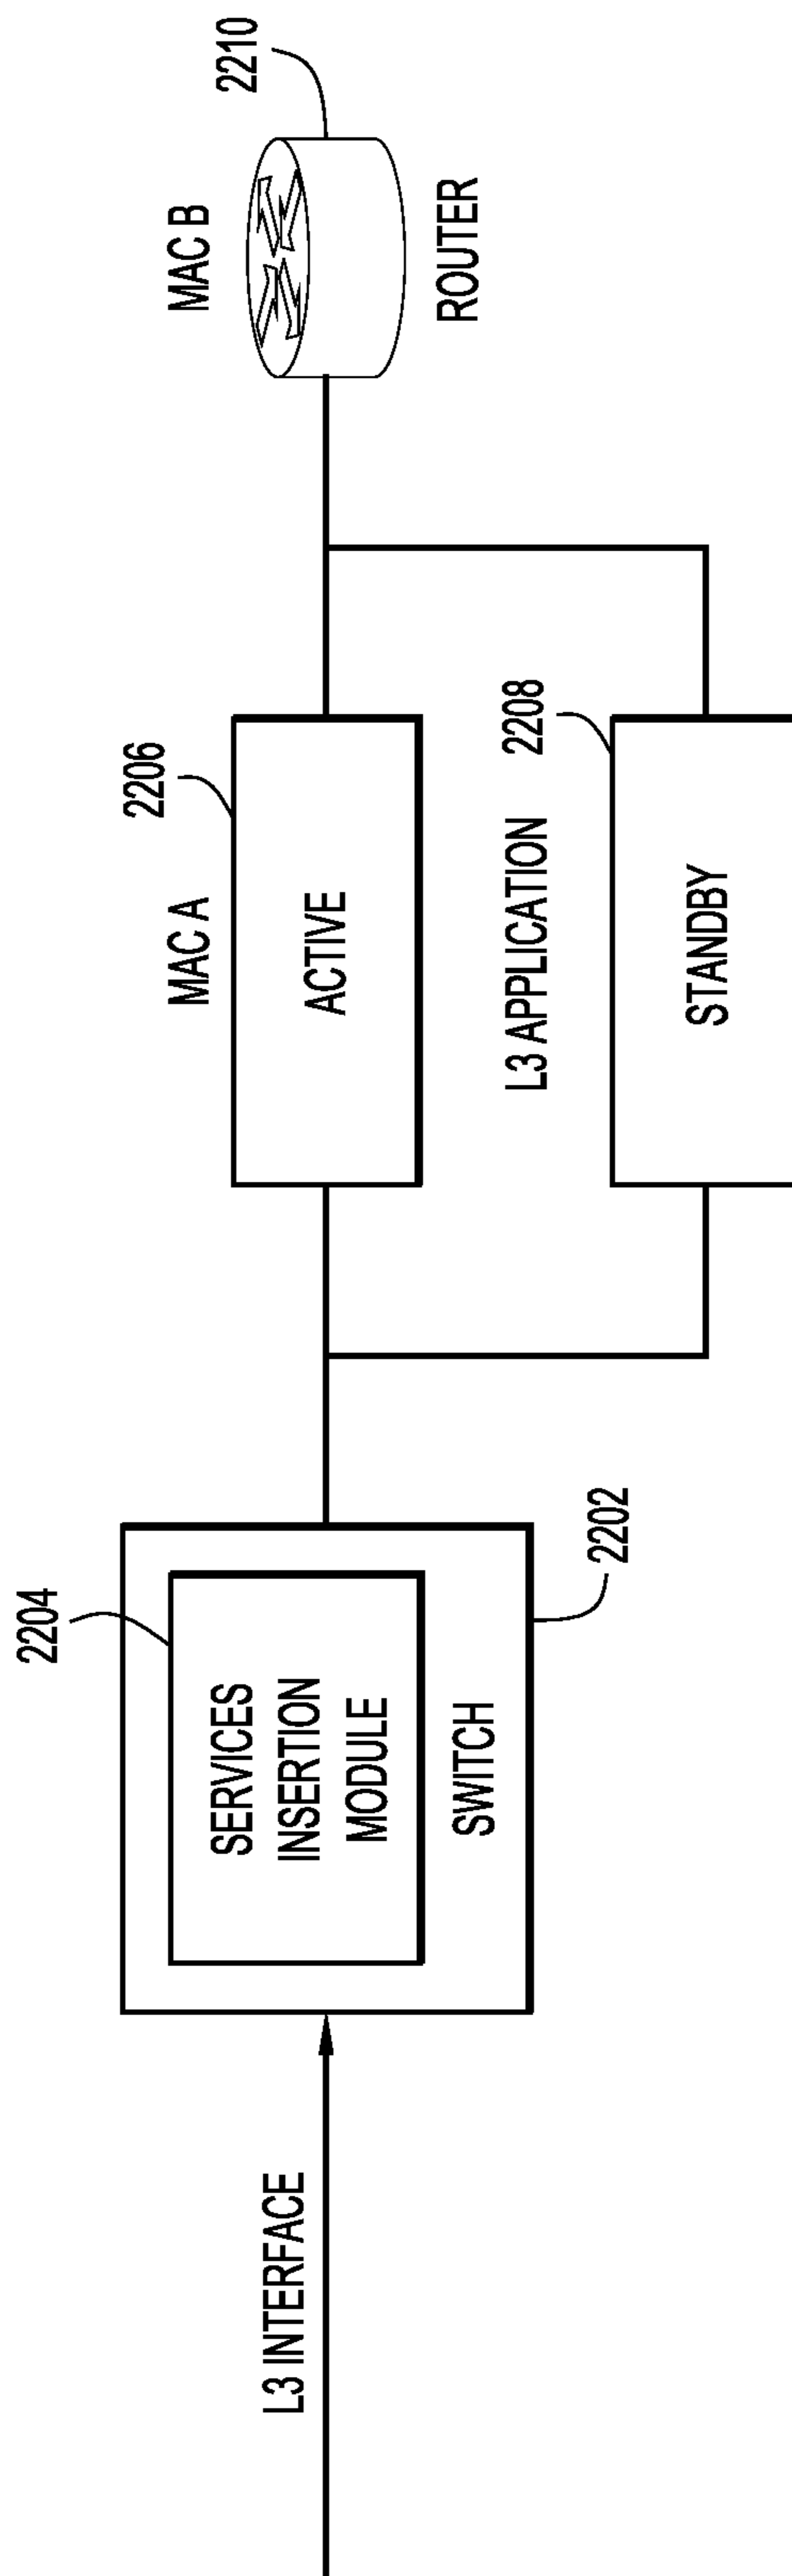 L3 INTERFACE
2204
SERVICES
INSERTION
MODULE
SWITCH
2202
MAC A
2206
ACTIVE
L3 APPLICATION
2208
STANDBY
MAC B
2210
ROUTER